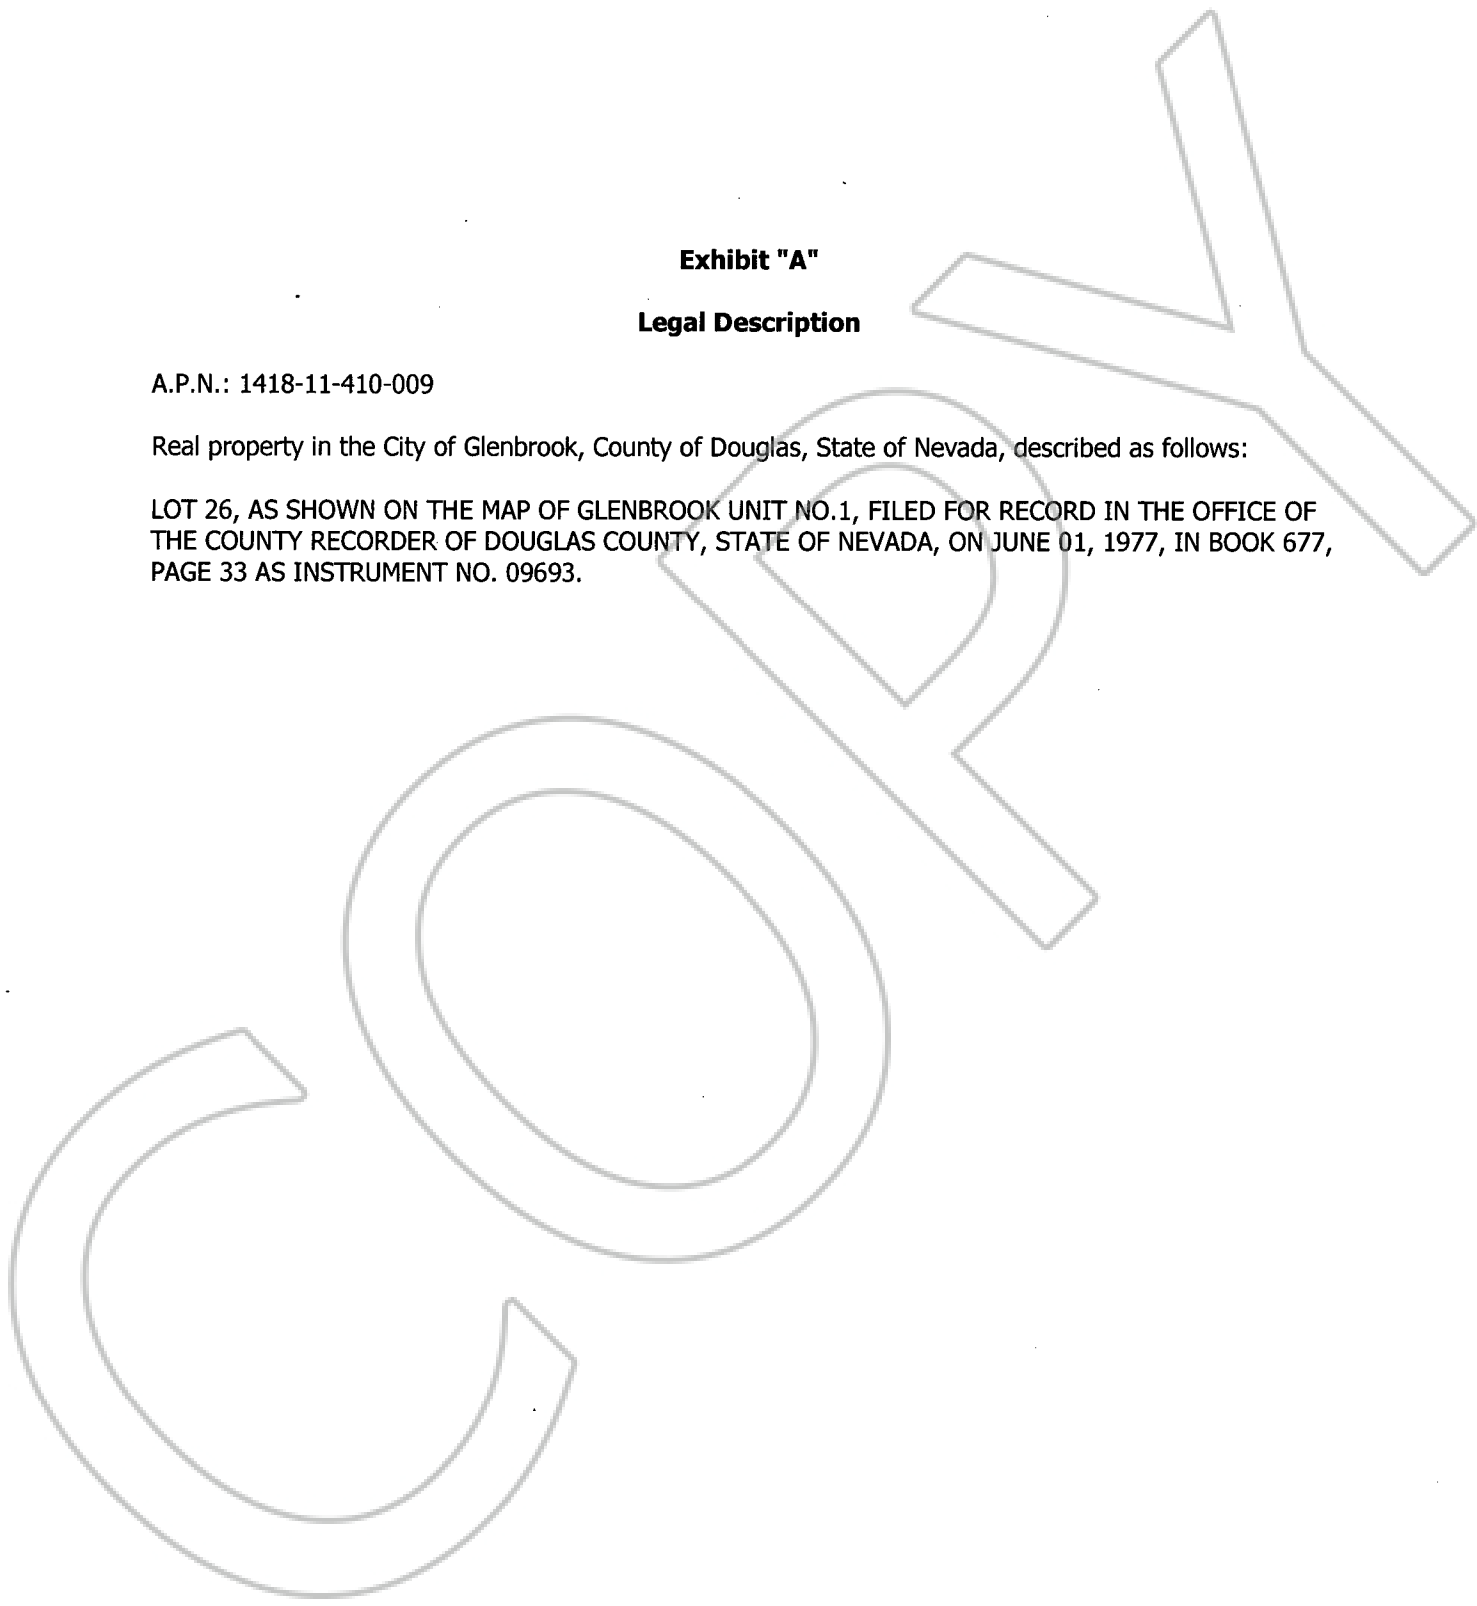 Exhibit "A"
Legal Description
A.P.N.: 1418-11-410-009
Real property in the City of Glenbrook, County of Douglas, State of Nevada, described as follows:
LOT 26, AS SHOWN ON THE MAP OF GLENBROOK UNIT NO.1, FILED FOR RECORD IN THE OFFICE OF
THE COUNTY RECORDER OF DOUGLAS COUNTY, STATE OF NEVADA, ON JUNE 01, 1977, IN BOOK 677,
PAGE 33 AS INSTRUMENT NO. 09693.
COPY